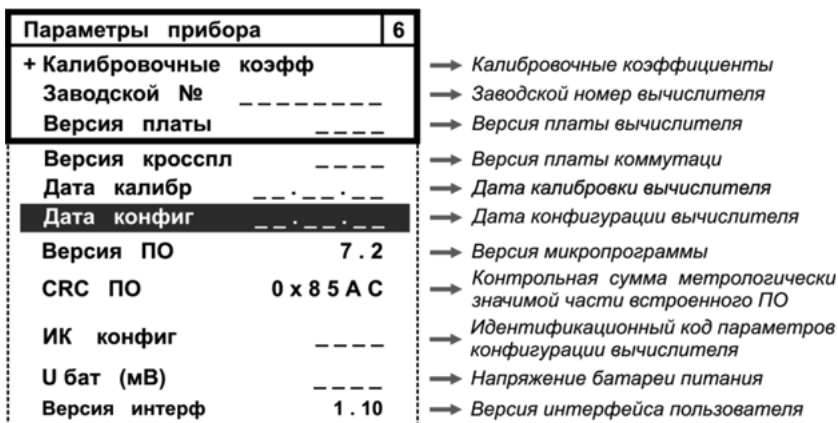 Параметры прибора 6
+ Калибровочные коэфф → Калибровочные коэффициенты
Заводской № _ _ _ _ _ _ _ _ → Заводской номер вычислителя
Версия платы _ _ _ _ → Версия платы вычислителя
Версия кросспл _ _ _ _ → Версия платы коммутаци
Дата калибр _ _ . _ _ . _ _ → Дата калибровки вычислителя
Дата конфиг _ _ . _ _ . _ _ → Дата конфигурации вычислителя
Версия ПО 7 . 2 → Версия микропрограммы
CRC ПО 0 x 8 5 A C → Контрольная сумма метрологически
значимой части встроенного ПО
ИК конфиг _ _ _ _ → Идентификационный код параметров
конфигурации вычислителя
U бат (мВ) _ _ _ _ → Напряжение батареи питания
Версия интерф 1 . 10 → Версия интерфейса пользователя